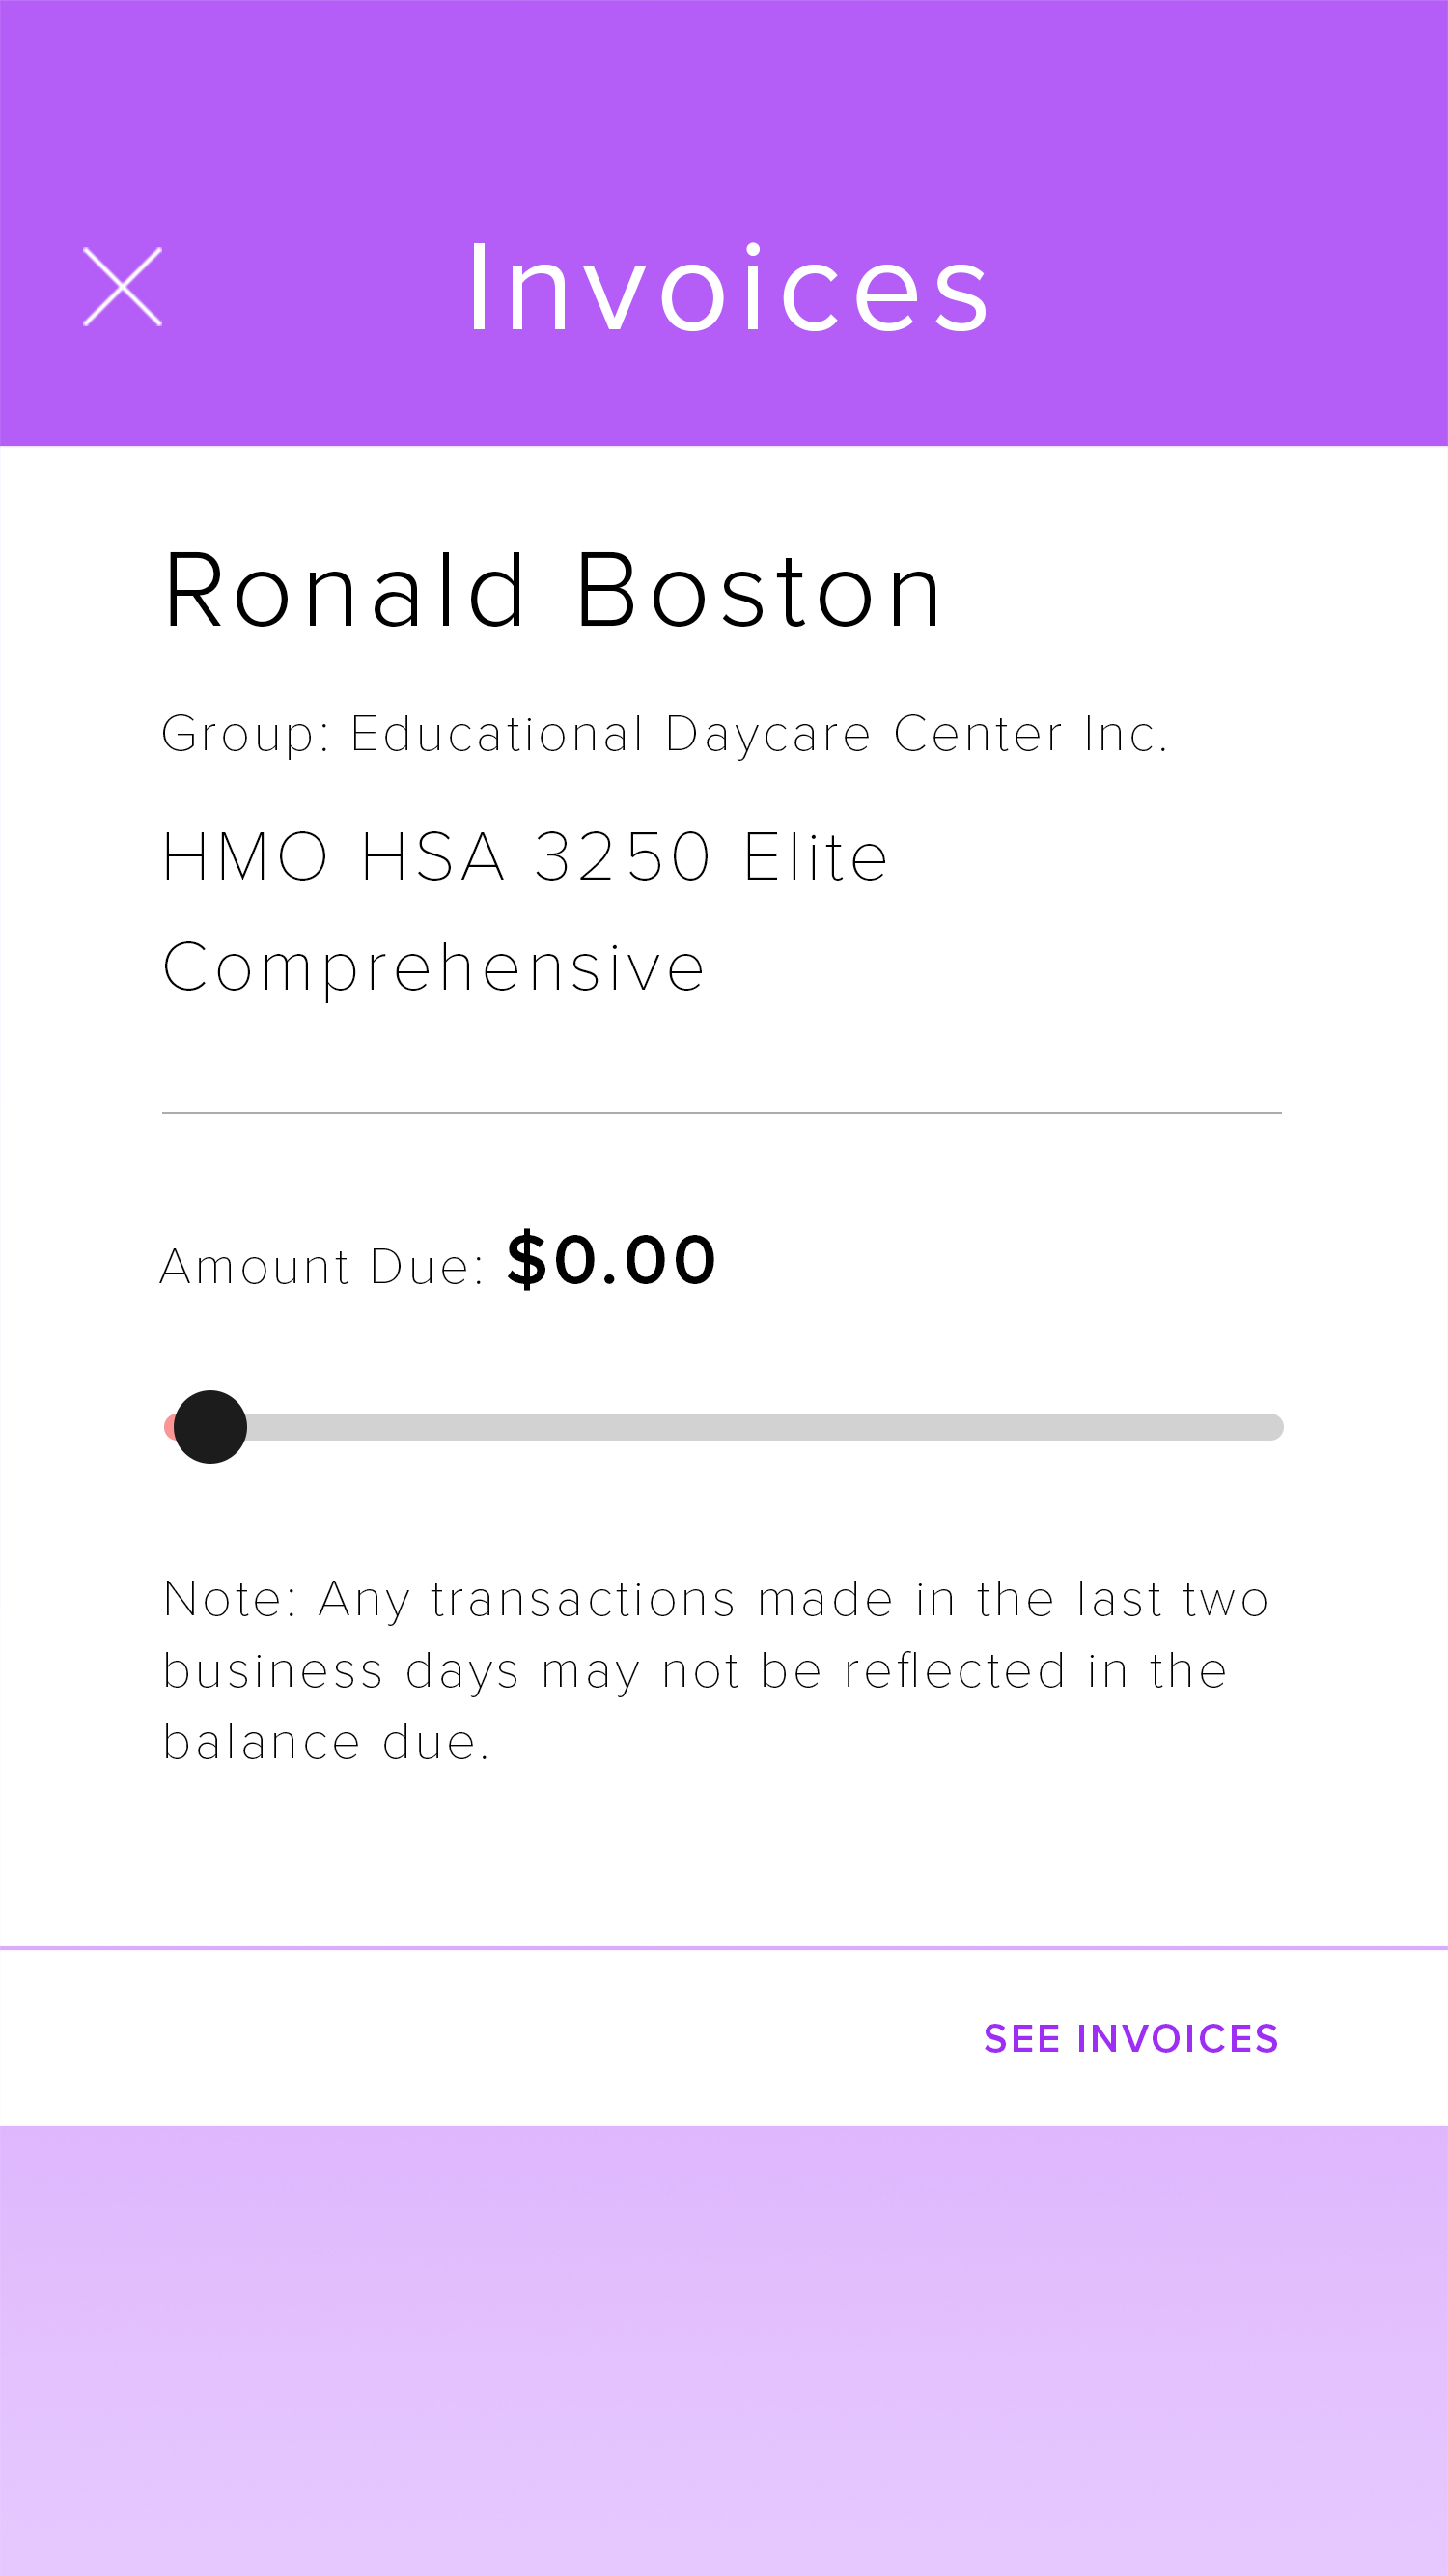 Invoices
Ronald Boston
Group: Educational Daycare Center Inc.
HMO HSA 3250 Elite
Comprehensive
Amount Due: $0.00
Note: Any transactions made in the last two
business days may not be reflected in the
balance due.
SEE INVOICES